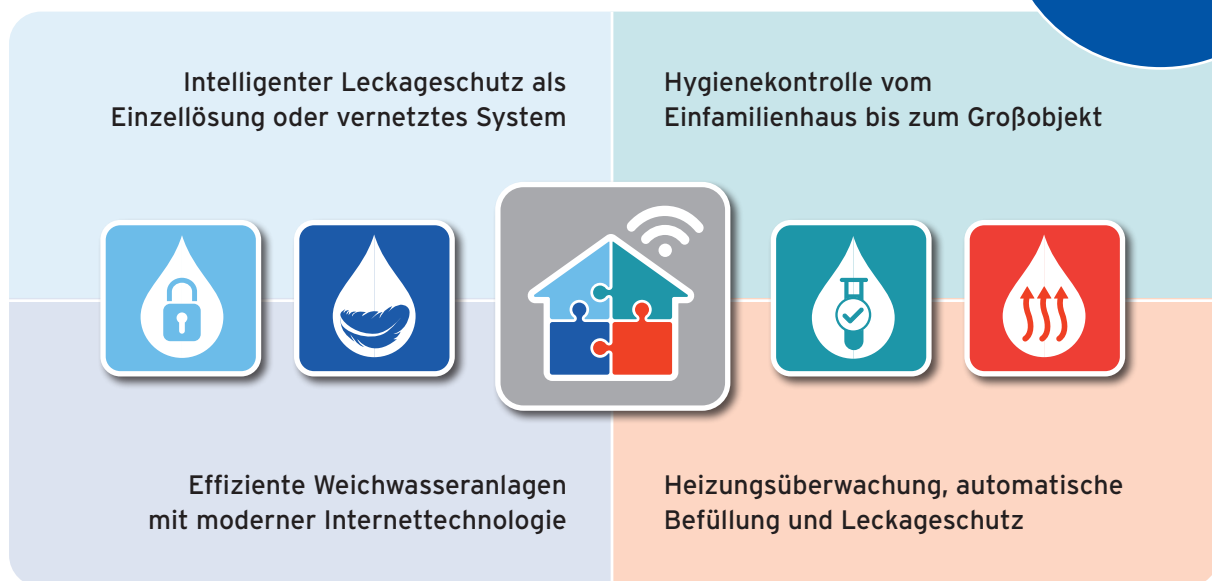 Intelligenter Leckageschutz als
Einzellösung oder vernetztes System
Hygienekontrolle vom
Einfamilienhaus bis zum Großobjekt
Effiziente Weichwasseranlagen
mit moderner Internettechnologie
Heizungsüberwachung, automatische
Befüllung und Leckageschutz